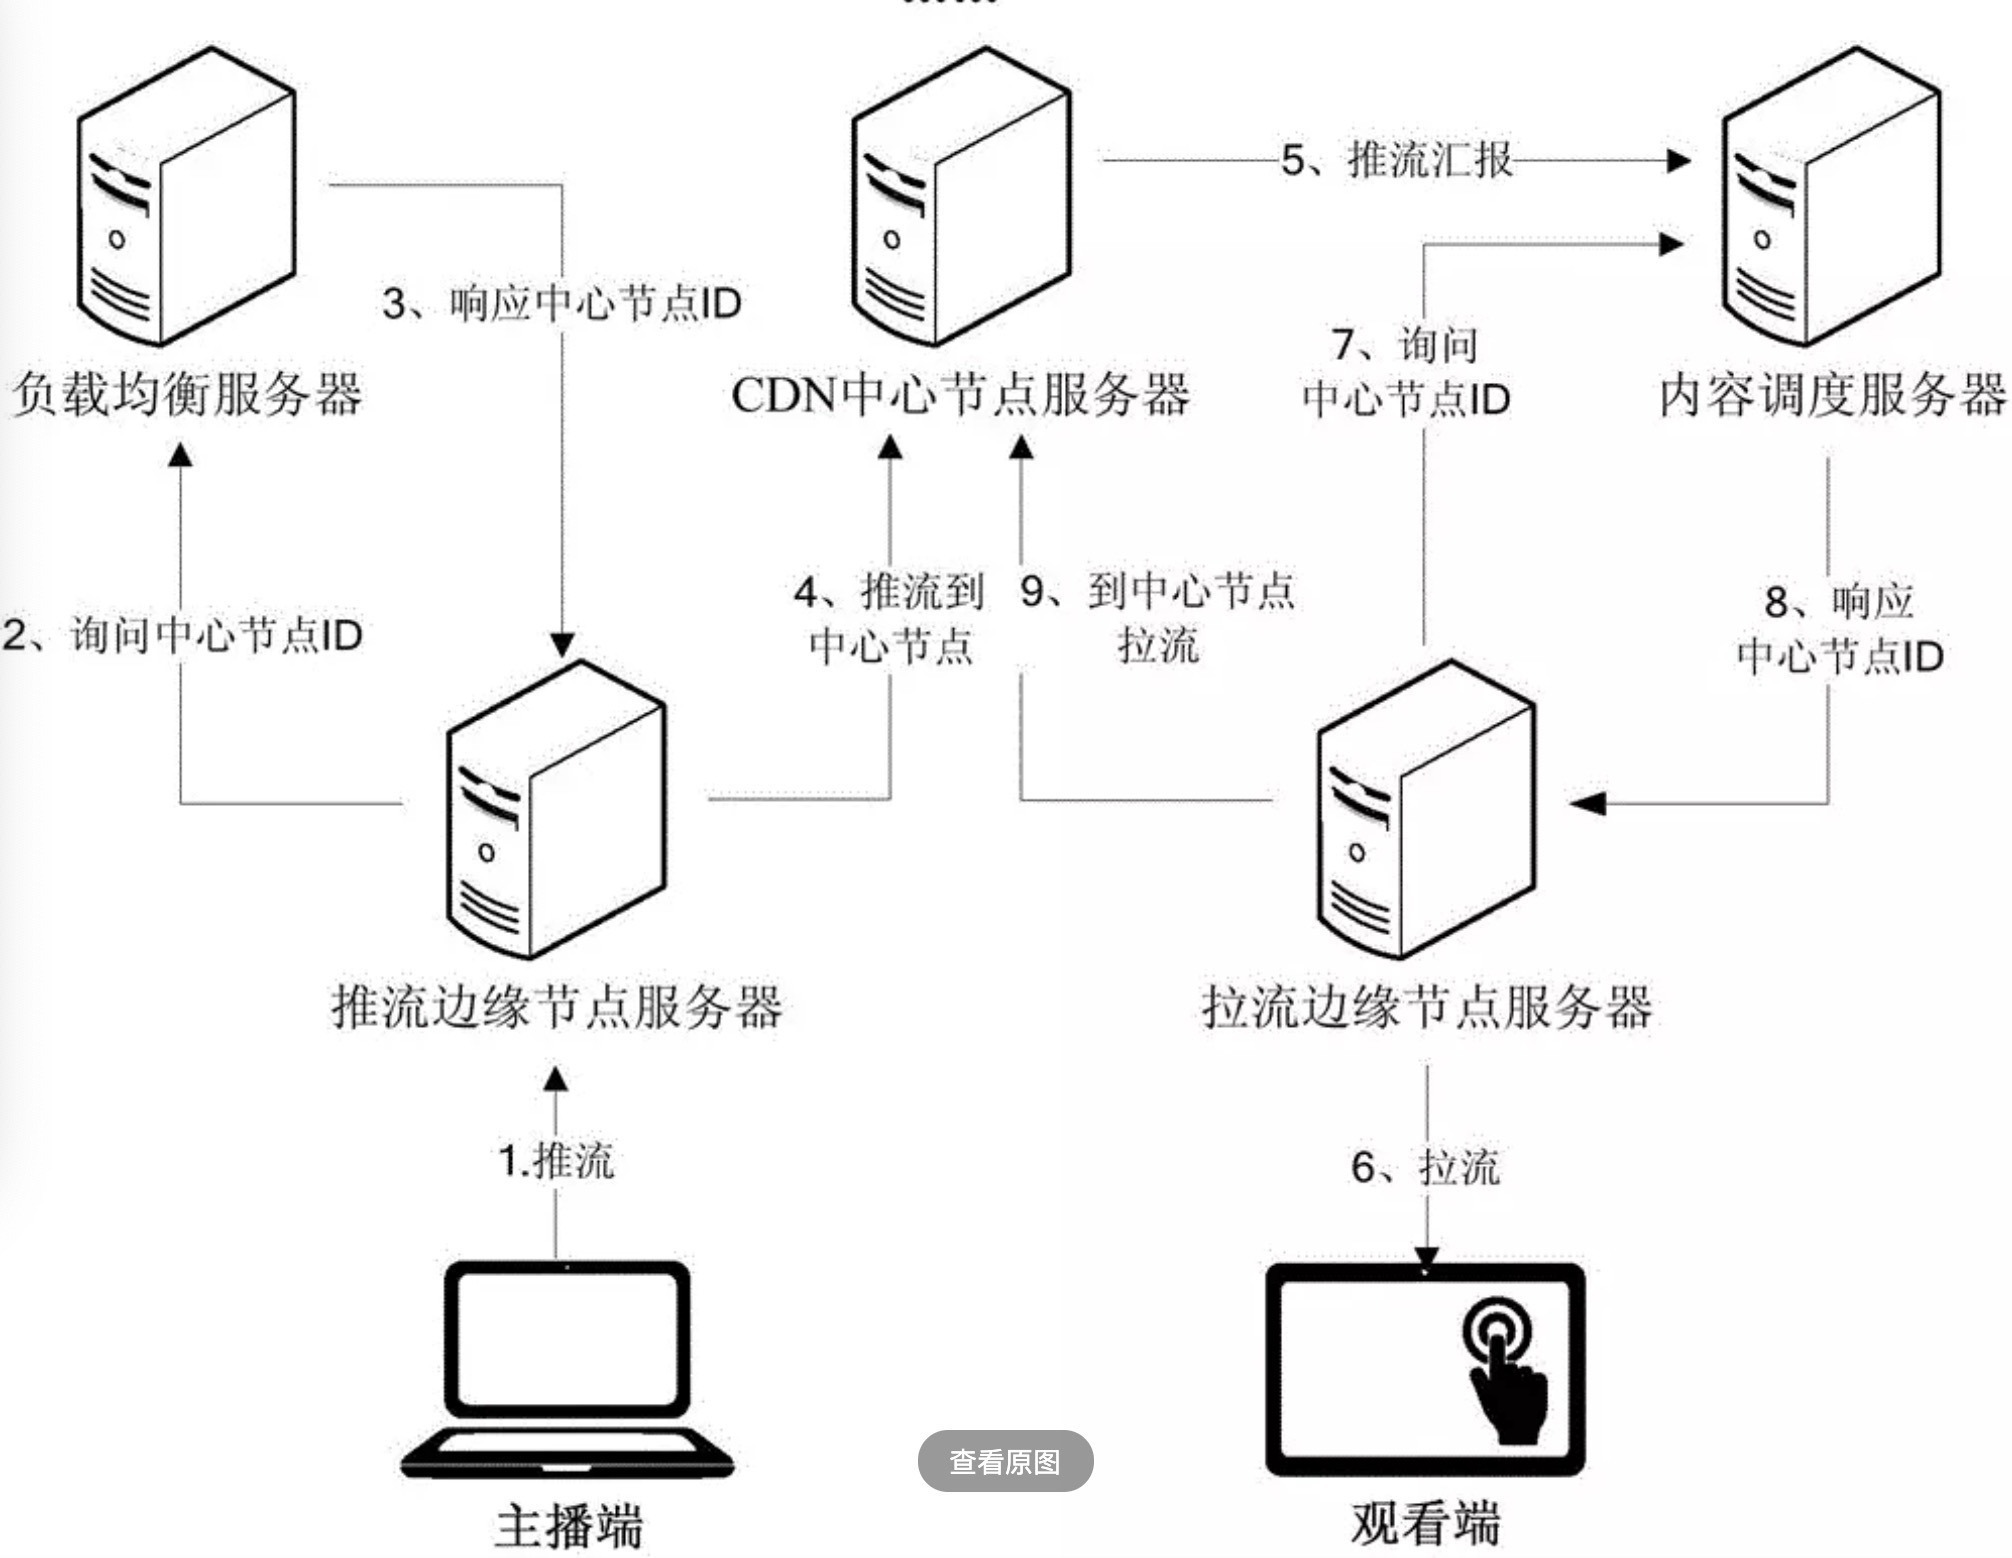 5、推流汇报
3、响应中心节点ID
7、询问
中心节点ID
负载均衡服务器
CDN中心节点服务器
内容调度服务器
2、询问中心节点ID
4、推流到
中心节点
9、到中心节点
拉流
8、响应
中心节点ID
推流边缘节点服务器
拉流边缘节点服务器
1.推流
6、拉流
查看原图
主播端
观看端